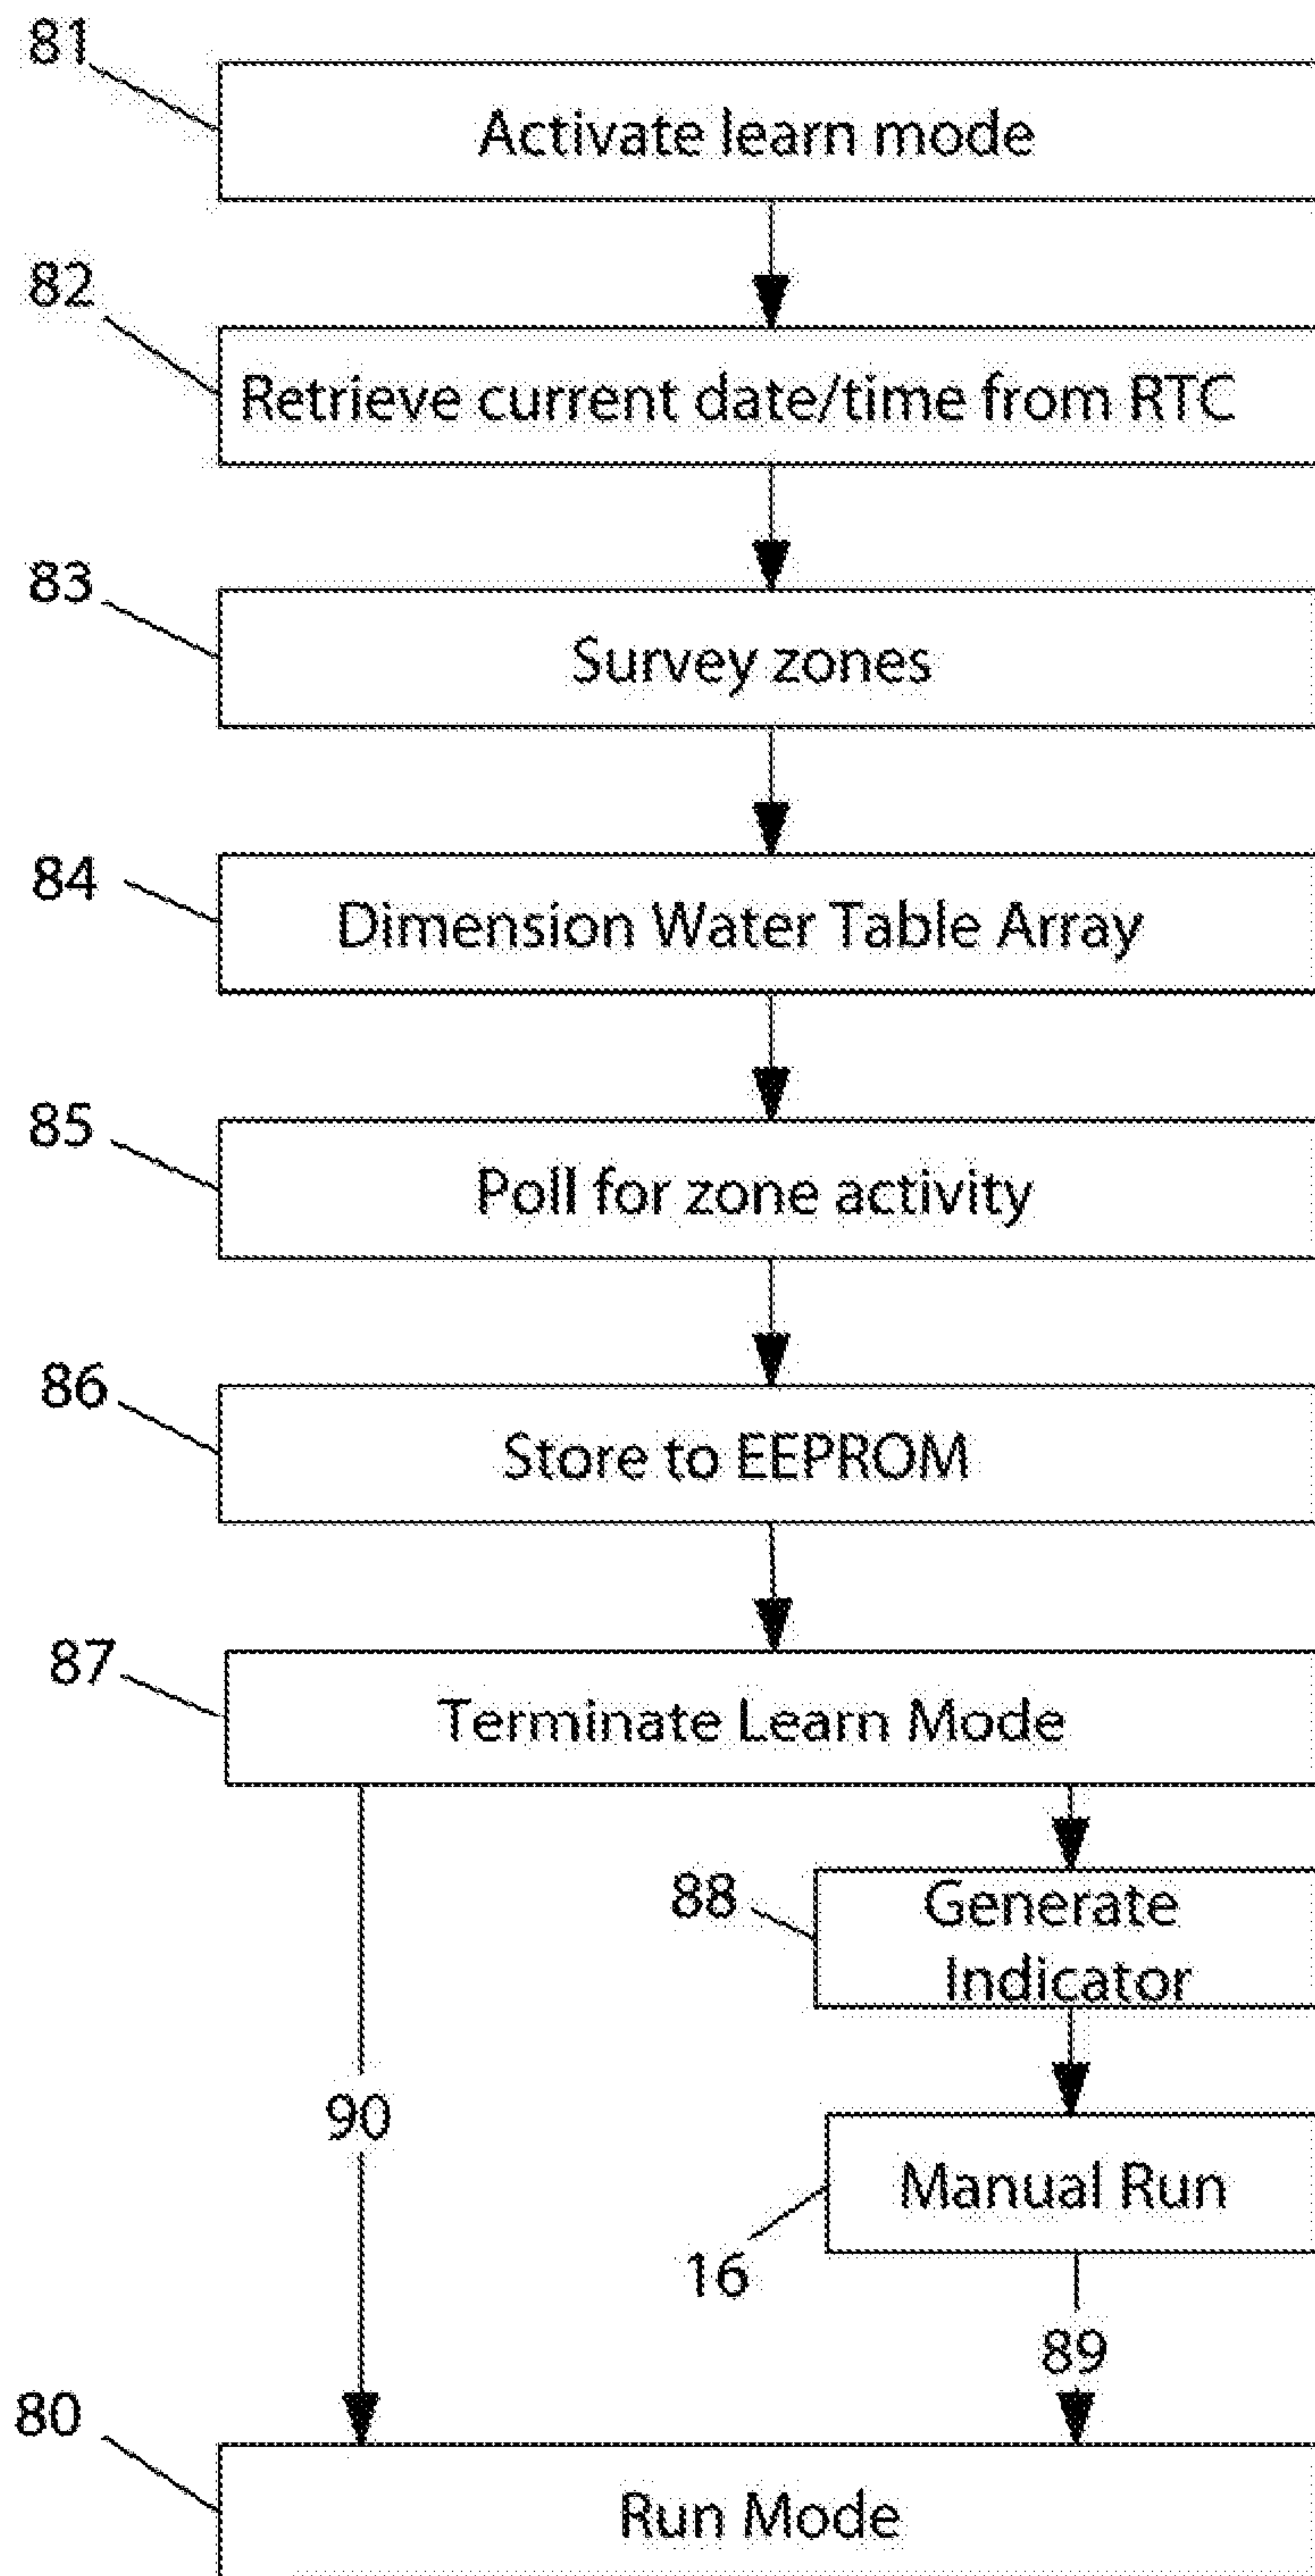 81
Activate learn mode
82
Retrieve current date/time from RTC
83
Survey zones
84
Dimension Water Table Array
85
Poll for zone activity
86
Store to EEPROM
87
Terminate Learn Mode
88
Generate
Indicator
90
Manual Run
16
89
80
Run Mode